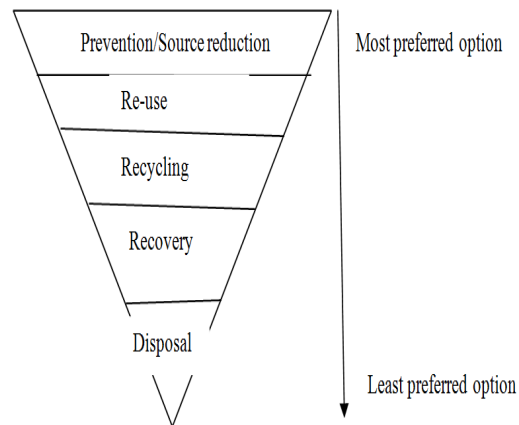 Prevention/Source reduction
Most preferred option
Re-use
Recycling
Recovery
Disposal
Least preferred option